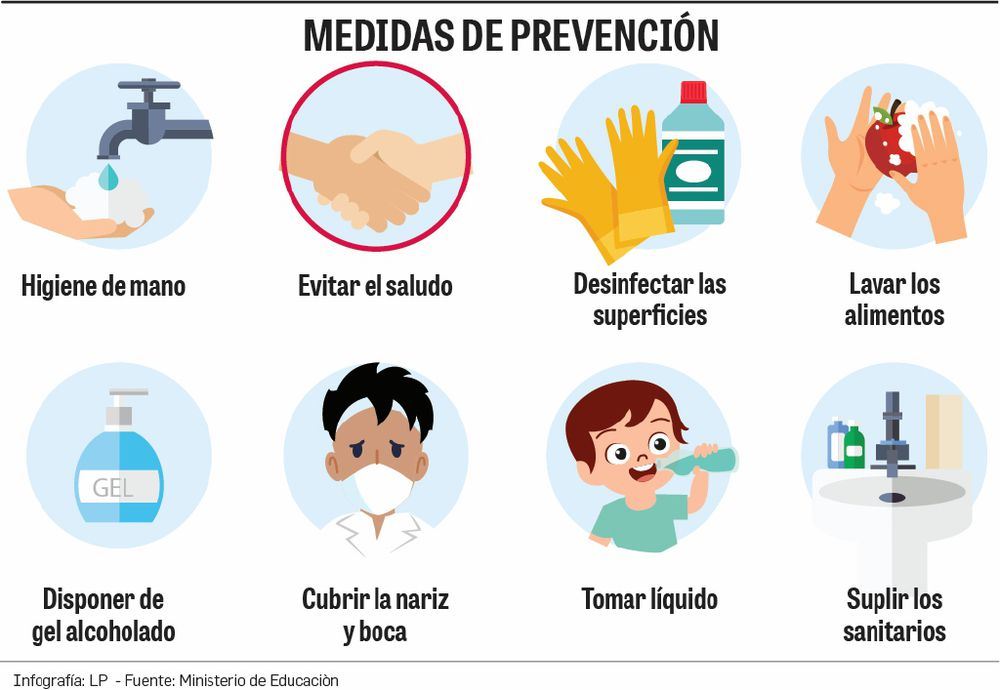 MEDIDAS DE PREVENCIÓN
Higiene de mano
Evitar el saludo
Desinfectar las
superficies
Lavar los
alimentos
GEL
Disponer de
gel alcoholado
Cubrir la nariz
y boca
Tomar líquido
Suplir los
sanitarios
Infografía: LP - Fuente: Ministerio de Educaciòn